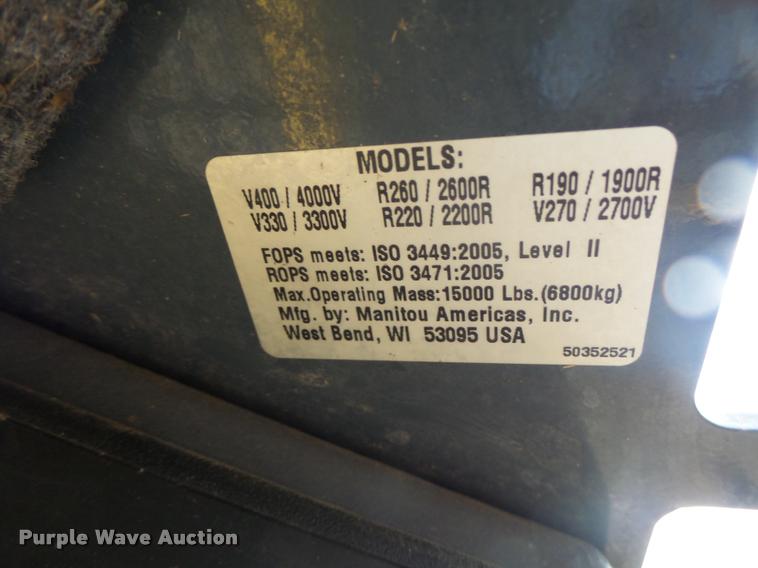 MODELS:
V400 / 4000V R260 / 2600R R190 / 1900R
V330 / 3300V R220 / 2200R V270 / 2700V
FOPS meets: ISO 3449:2005, Level II
ROPS meets: ISO 3471:2005
Max.Operating Mass:15000 Lbs.(6800kg)
Mfg. by: Manitou Americas, Inc.
West Bend, WI 53095 USA
50352521
Purple Wave Auction